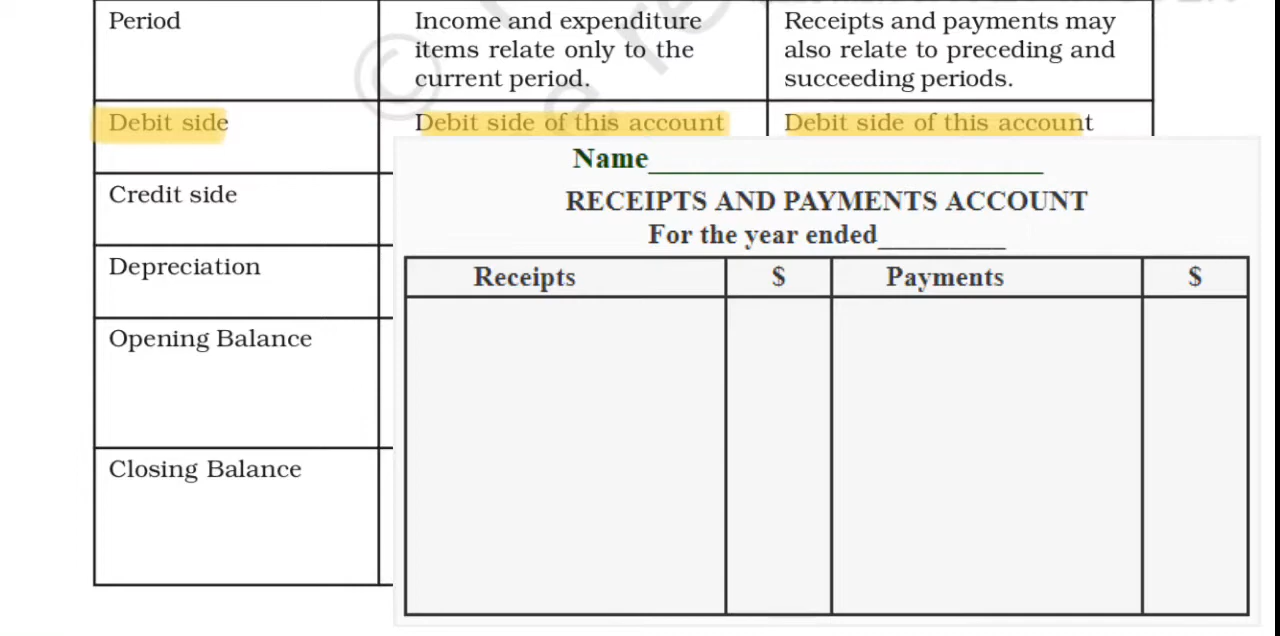 Period
Income and expenditure
items relate only to the
current period.
Receipts and payments may
also relate to preceding and
succeeding periods.
Debit side
Debit side of this account
Debit side of this account
Credit side
Depreciation
Opening Balance
Closing Balance
Name
RECEIPTS AND PAYMENTS ACCOUNT
For the year ended
Receipts
$
Payments
$